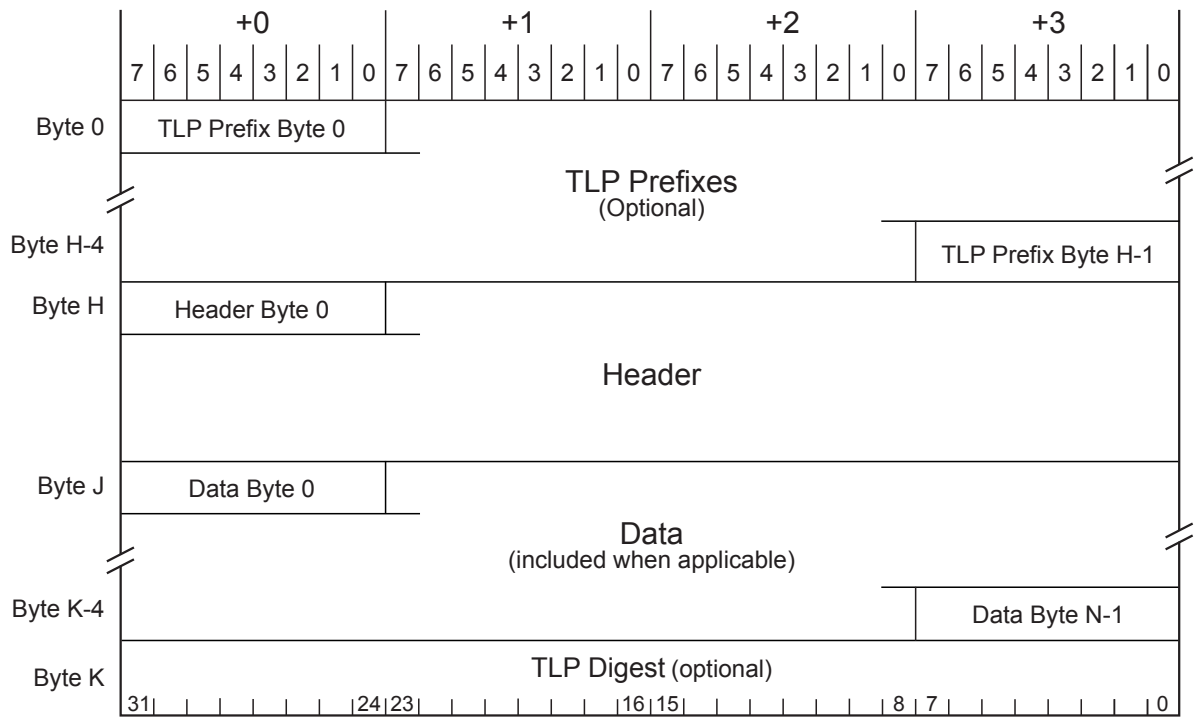 +0 +1 +2 +3
7 6 5 4 3 2 1 0 7 6 5 4 3 2 1 0 7 6 5 4 3 2 1 0 7 6 5 4 3 2 1 0
Byte 0 TLP Prefix Byte 0
TLP Prefixes
(Optional)
Byte H-4 TLP Prefix Byte H-1
Byte H Header Byte 0
Header
Byte J Data Byte 0
Data
(included when applicable)
Byte K-4 Data Byte N-1
Byte K TLP Digest (optional)
31 24 23 16 15 8 7 0